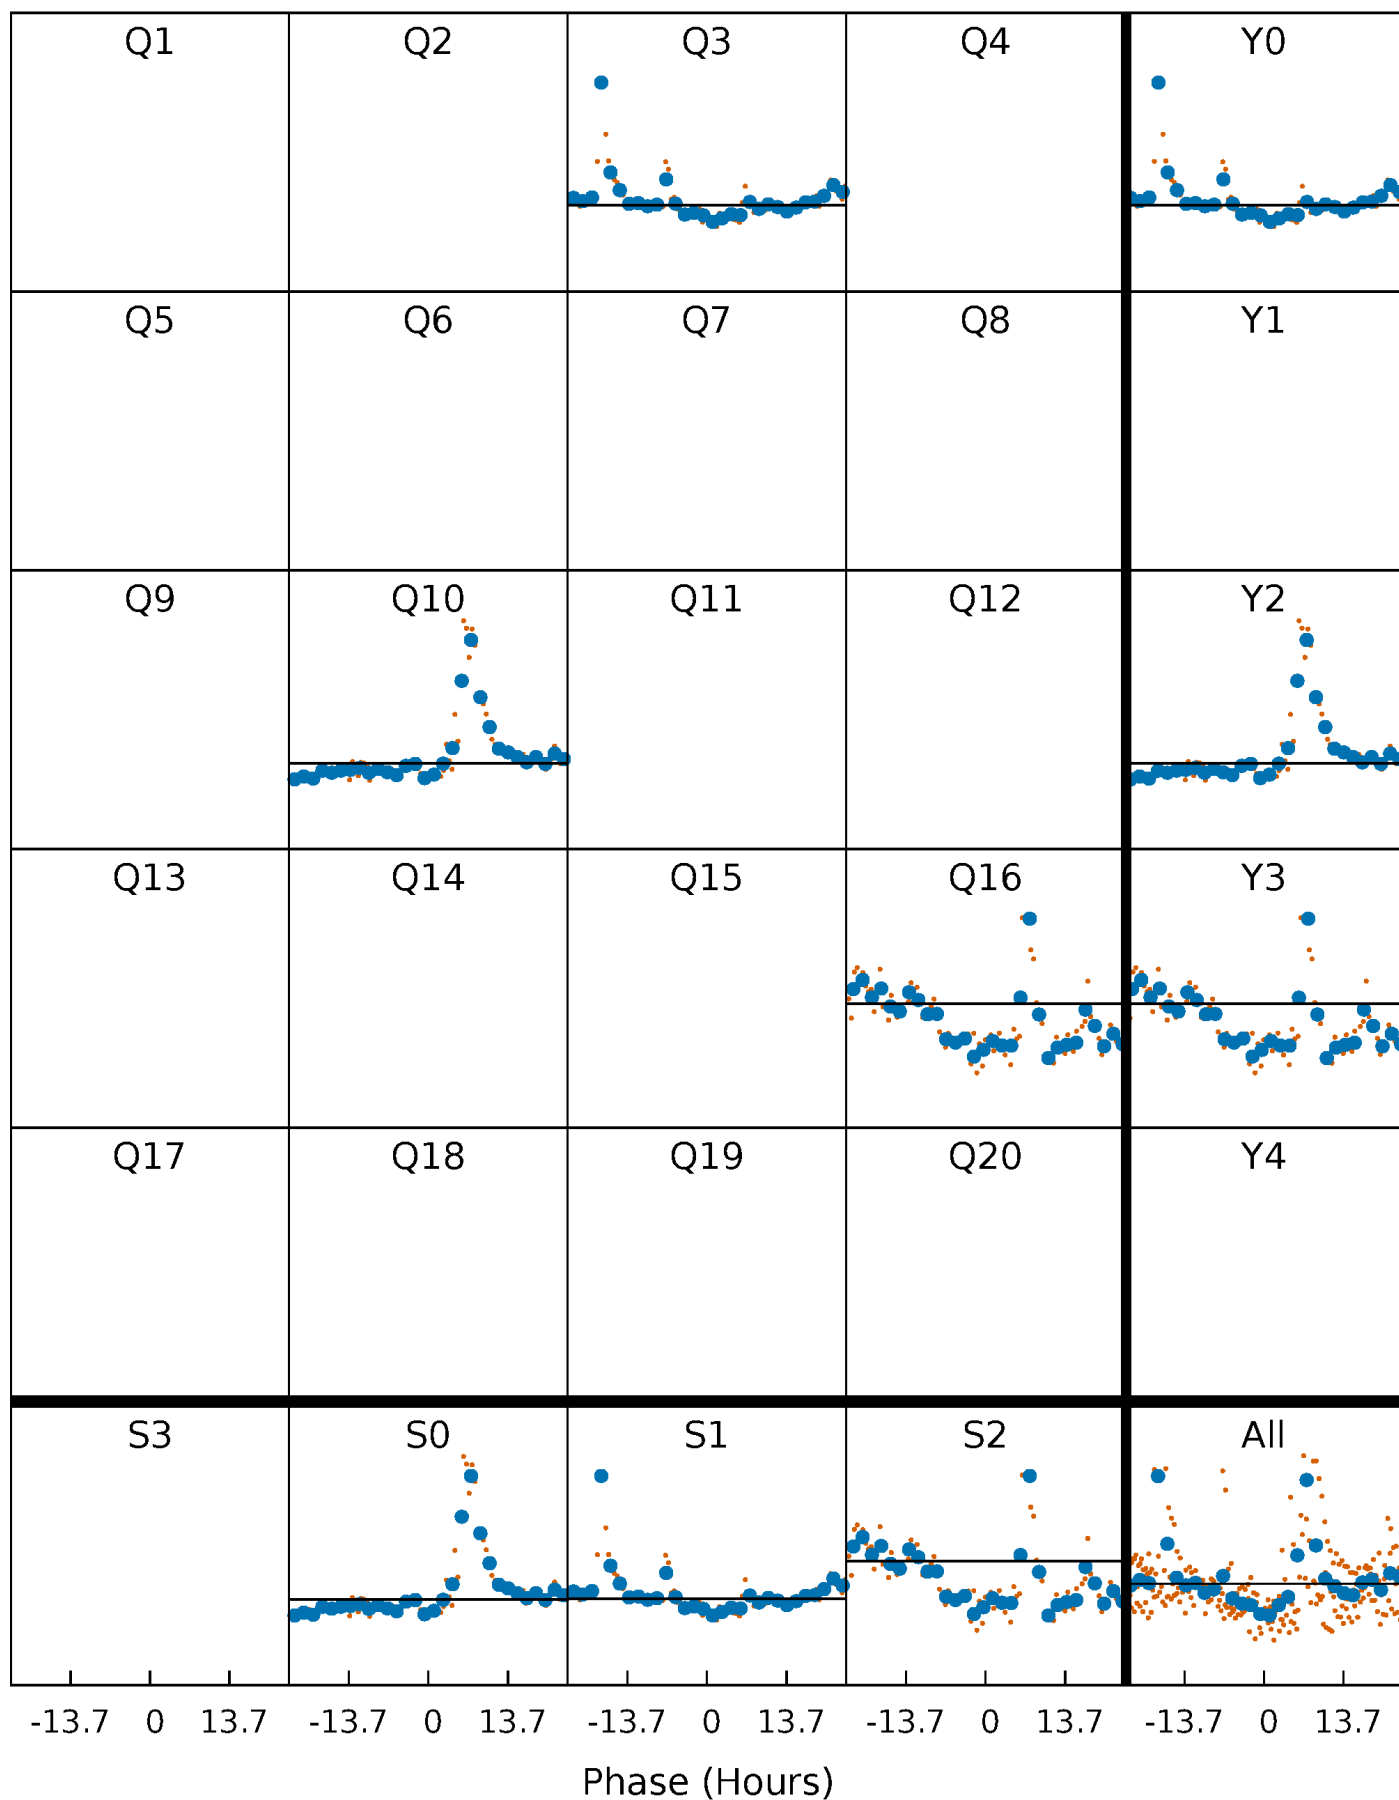 Q1 Q2 Q3 Q4 Y0
Q5 Q6 Q7 Q8 Y1
Q9 Q10 Q11 Q12 Y2
Q13 Q14 Q15 Q16 Y3
Q17 Q18 Q19 Q20 Y4
S3 S0 S1 S2 All
-13.7 0 13.7 -13.7 0 13.7 -13.7 0 13.7 -13.7 0 13.7 -13.7 0 13.7
Phase (Hours)